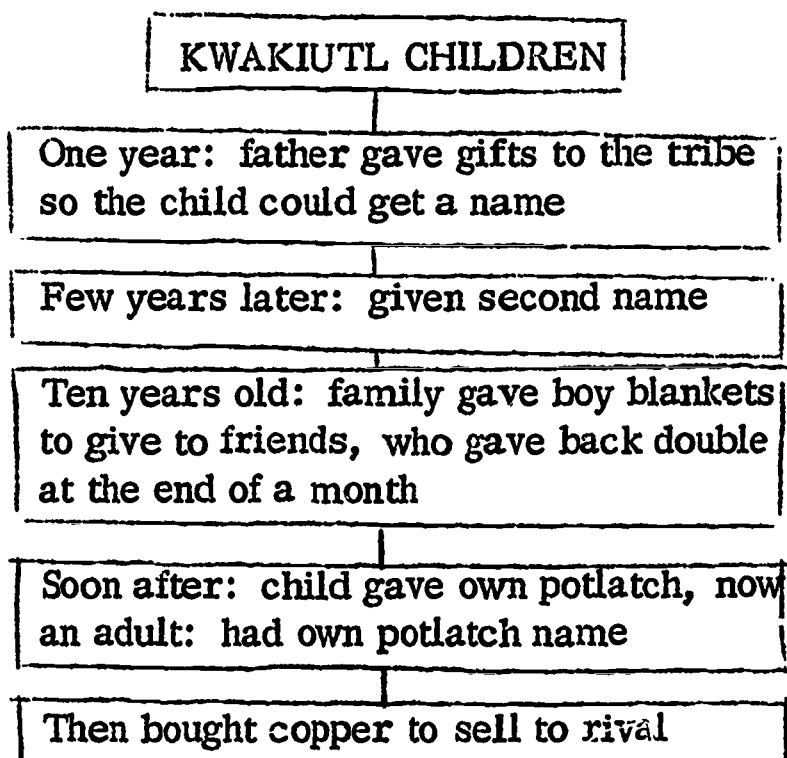 KWAKIUTL CHILDREN
One year: father gave gifts to the tribe
so the child could get a name
Few years later: given second name
Ten years old: family gave boy blankets
to give to friends, who gave back double
at the end of a month
Soon after: child gave own potlatch, now
an adult: had own potlatch name
Then bought copper to sell to rival